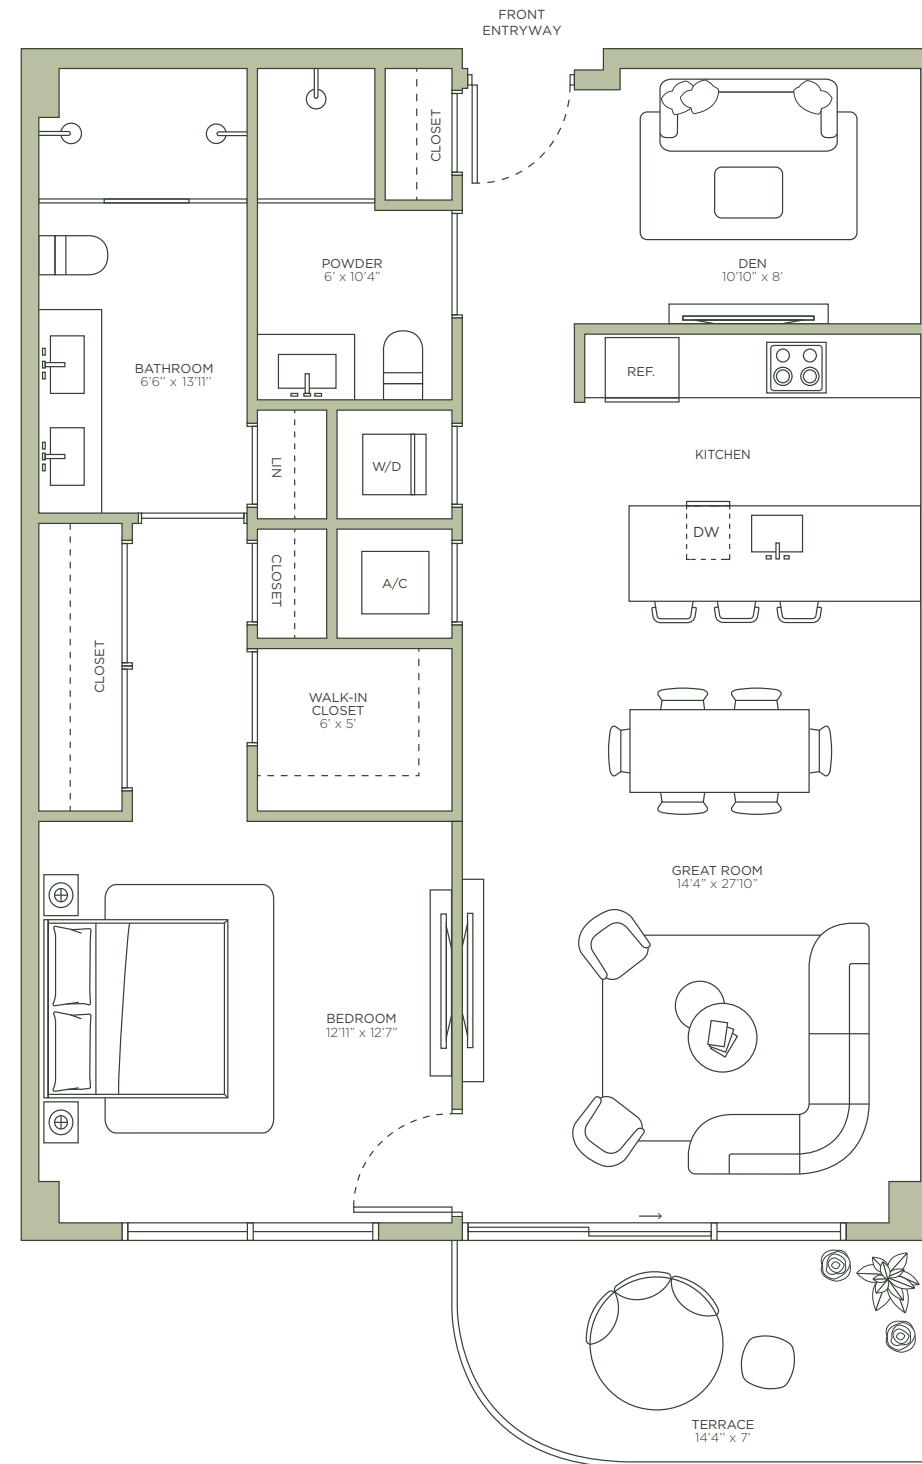 FRONT
ENTRYWAY
CLOSET
DEN
10'10" x 8'
POWDER
6' x 10'4"
BATHROOM
6'6" x 13'11"
REF.
KITCHEN
LIN
W/D
DW
CLOSET
A/C
CLOSET
WALK-IN
CLOSET
6' x 5'
GREAT ROOM
14'4" x 27'10"
BEDROOM
12'11" x 12'7"
TERRACE
14'4" x 7'